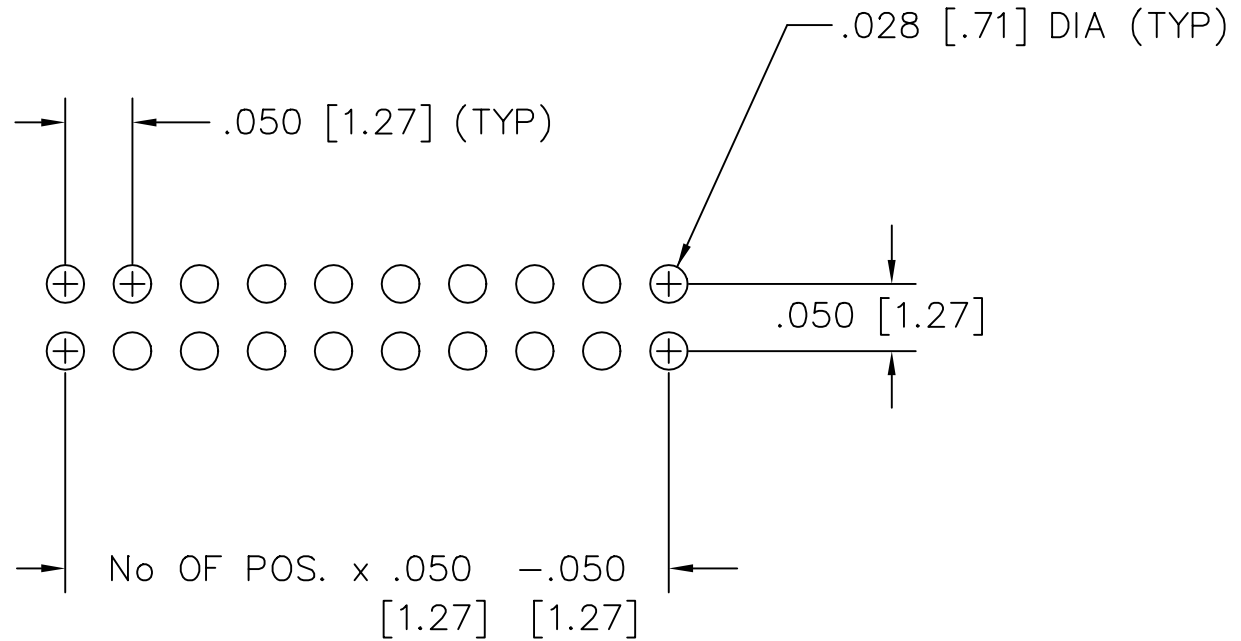 .028 [.71] DIA (TYP)
.050 [1.27] (TYP)
.050 [1.27]
No OF POS. x .050 -.050
[1.27] [1.27]